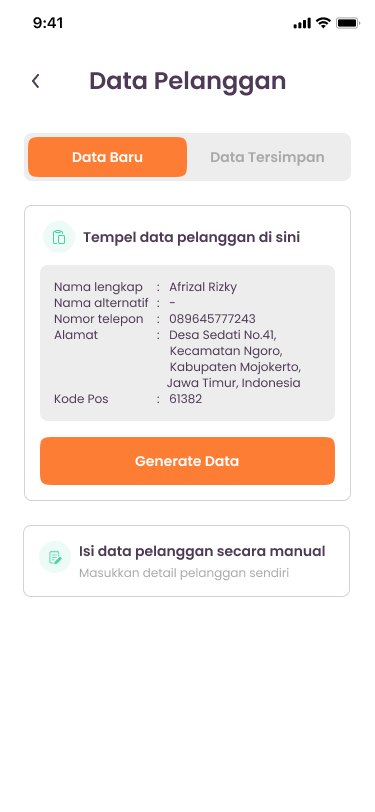 9:41
Data Pelanggan
Data Baru
Data Tersimpan
Tempel data pelanggan di sini
Nama lengkap : Afrizal Rizky
Nama alternatif : -
Nomor telepon : 089645777243
Alamat : Desa Sedati No.41,
Kecamatan Ngoro,
Kabupaten Mojokerto,
Jawa Timur, Indonesia
Kode Pos : 61382
Generate Data
Isi data pelanggan secara manual
Masukkan detail pelanggan sendiri